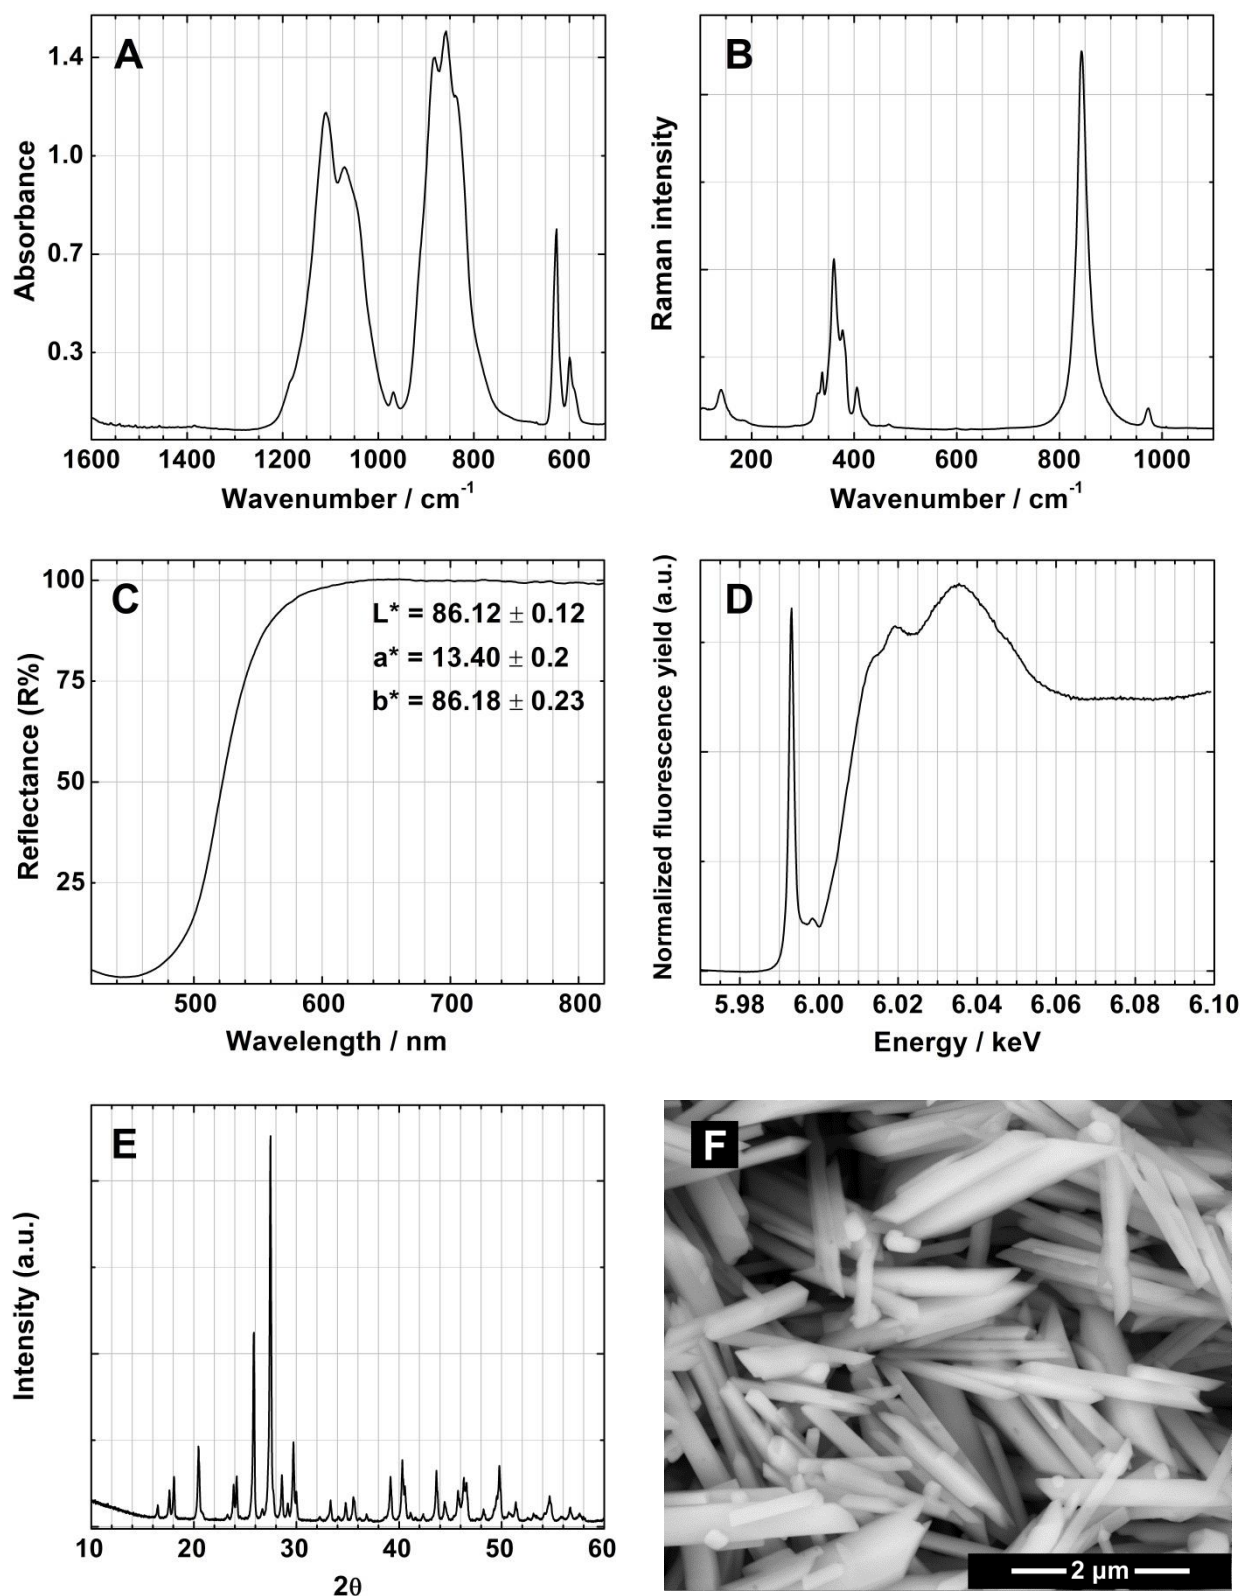 A
Absorbance
1.4
1.0
0.7
0.3
1600 1400 1200 1000 800 600
Wavenumber / cm⁻¹
B
Raman intensity
200 400 600 800 1000
Wavenumber / cm⁻¹
C
Reflectance (R%)
100
75
50
25
L* = 86.12 ± 0.12
a* = 13.40 ± 0.2
b* = 86.18 ± 0.23
500 600 700 800
Wavelength / nm
D
Normalized fluorescence yield (a.u.)
5.98 6.00 6.02 6.04 6.06 6.08 6.10
Energy / keV
E
Intensity (a.u.)
10 20 30 40 50 60
2θ
F
2 µm